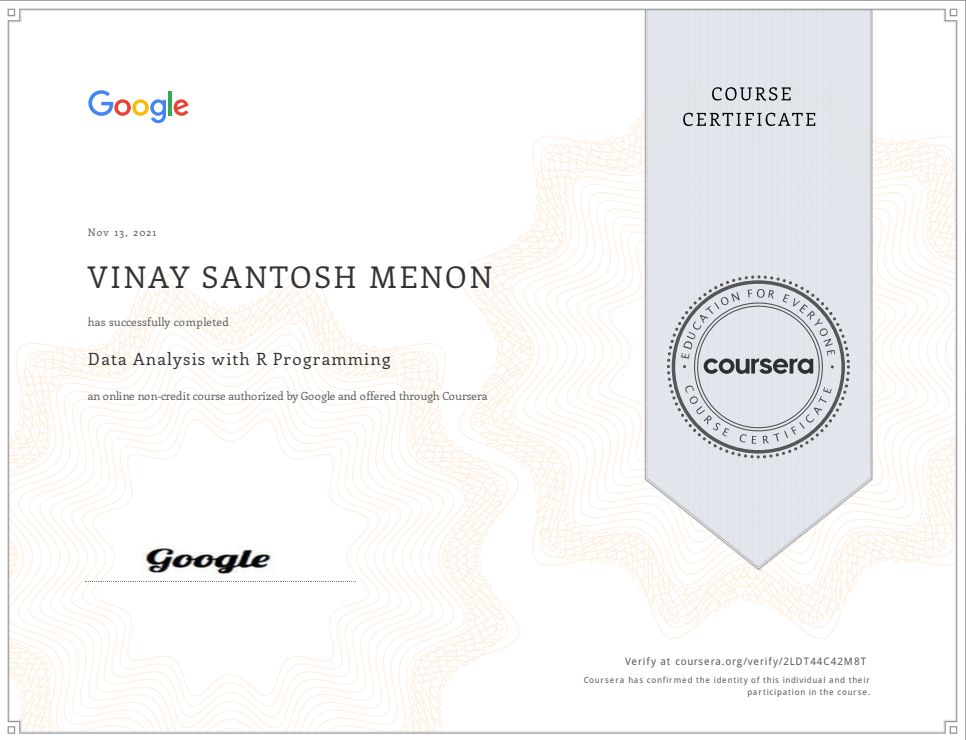 Google
COURSE
CERTIFICATE
Nov 13, 2021
VINAY SANTOSH MENON
has successfully completed
Data Analysis with R Programming
an online non-credit course authorized by Google and offered through Coursera
EDUCATION FOR EVERYONE
coursera
COURSE CERTIFICATE
Google
Verify at coursera.org/verify/2LDT44C42M8T
Coursera has confirmed the identity of this individual and their
participation in the course.